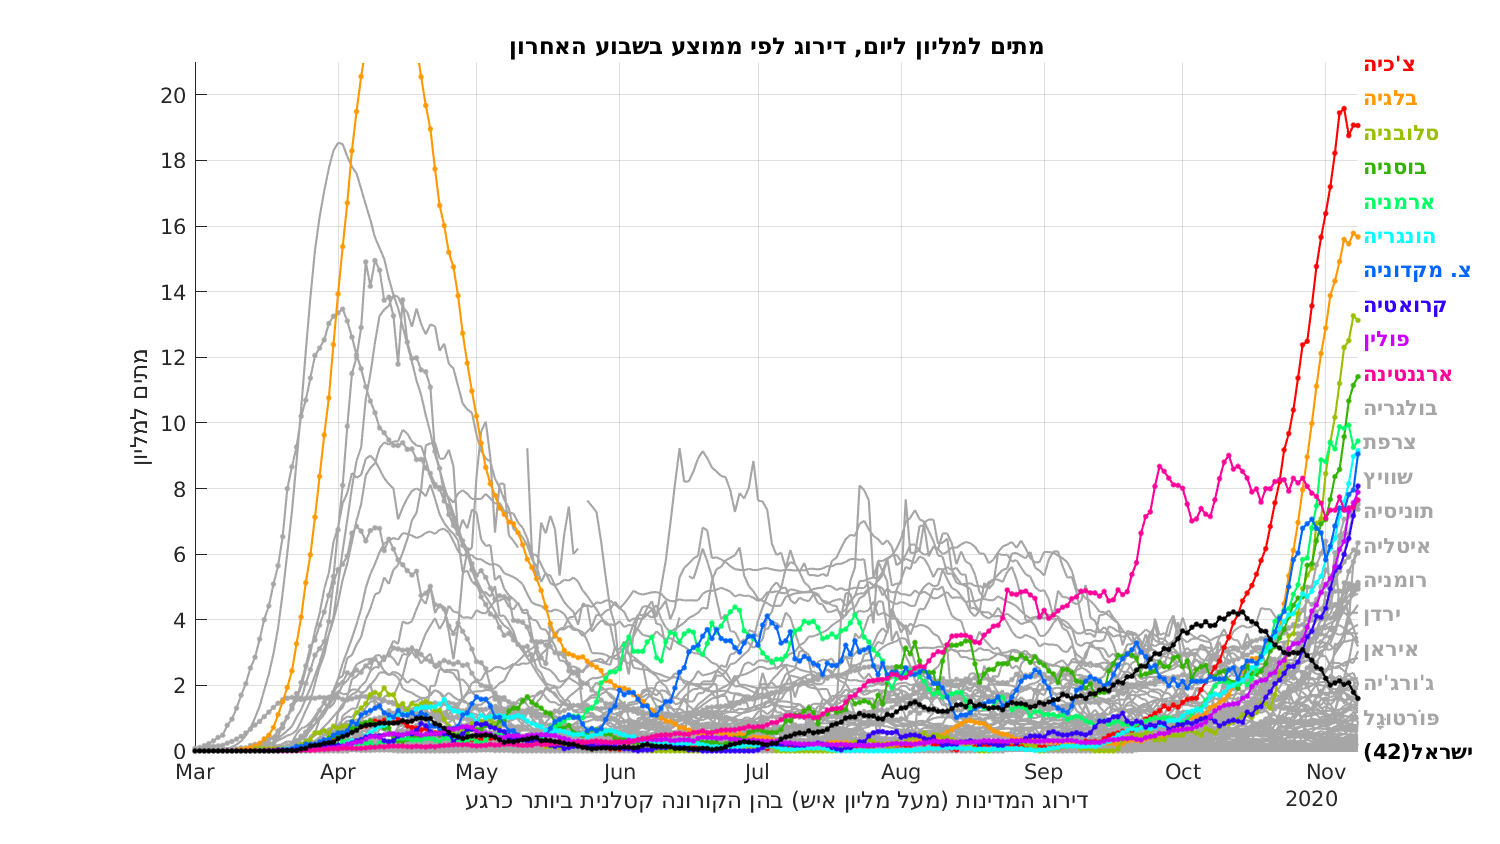 מתים למליון ליום, דירוג לפי ממוצע בשבוע האחרון
צ'כיה
בלגיה
סלובניה
בוסניה
ארמניה
הונגריה
צ. מקדוניה
קרואטיה
פולין
ארגנטינה
בולגריה
צרפת
שוויץ
תוניסיה
איטליה
רומניה
ירדן
איראן
ג'ורג'יה
פּוֹרטוּגָל
ישראל(42)
מתים למליון
20
18
16
14
12
10
8
6
4
2
0
Mar Apr May Jun Jul Aug Sep Oct Nov
2020
דירוג המדינות (מעל מליון איש) בהן הקורונה קטלנית ביותר כרגע